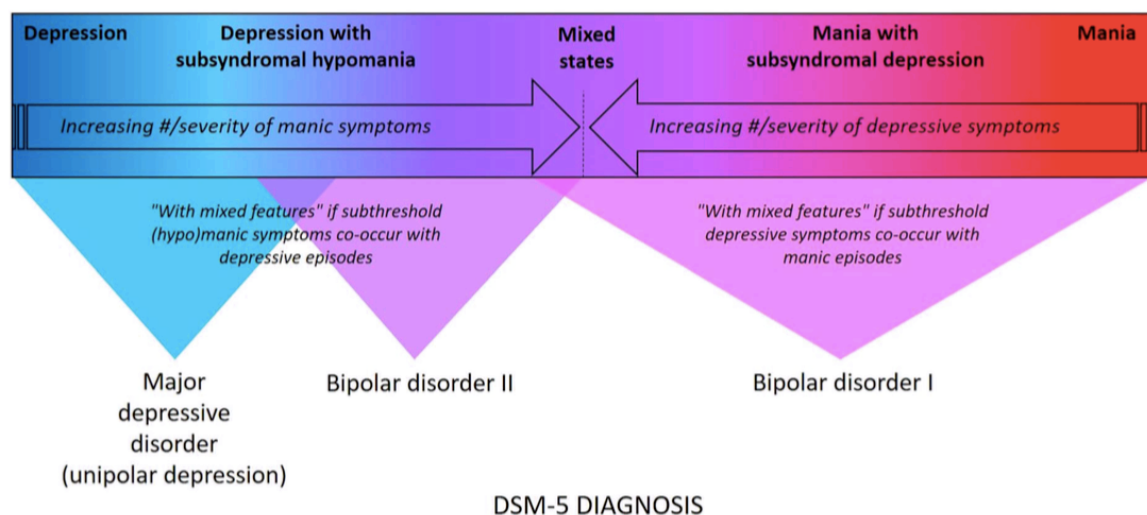 Depression
Depression with
subsyndromal hypomania
Mixed
states
Mania with
subsyndromal depression
Mania
Increasing #/severity of manic symptoms
Increasing #/severity of depressive symptoms
"With mixed features" if subthreshold
(hypo)manic symptoms co-occur with
depressive episodes
"With mixed features" if subthreshold
depressive symptoms co-occur with
manic episodes
Major
depressive
disorder
(unipolar depression)
Bipolar disorder II
Bipolar disorder I
DSM-5 DIAGNOSIS